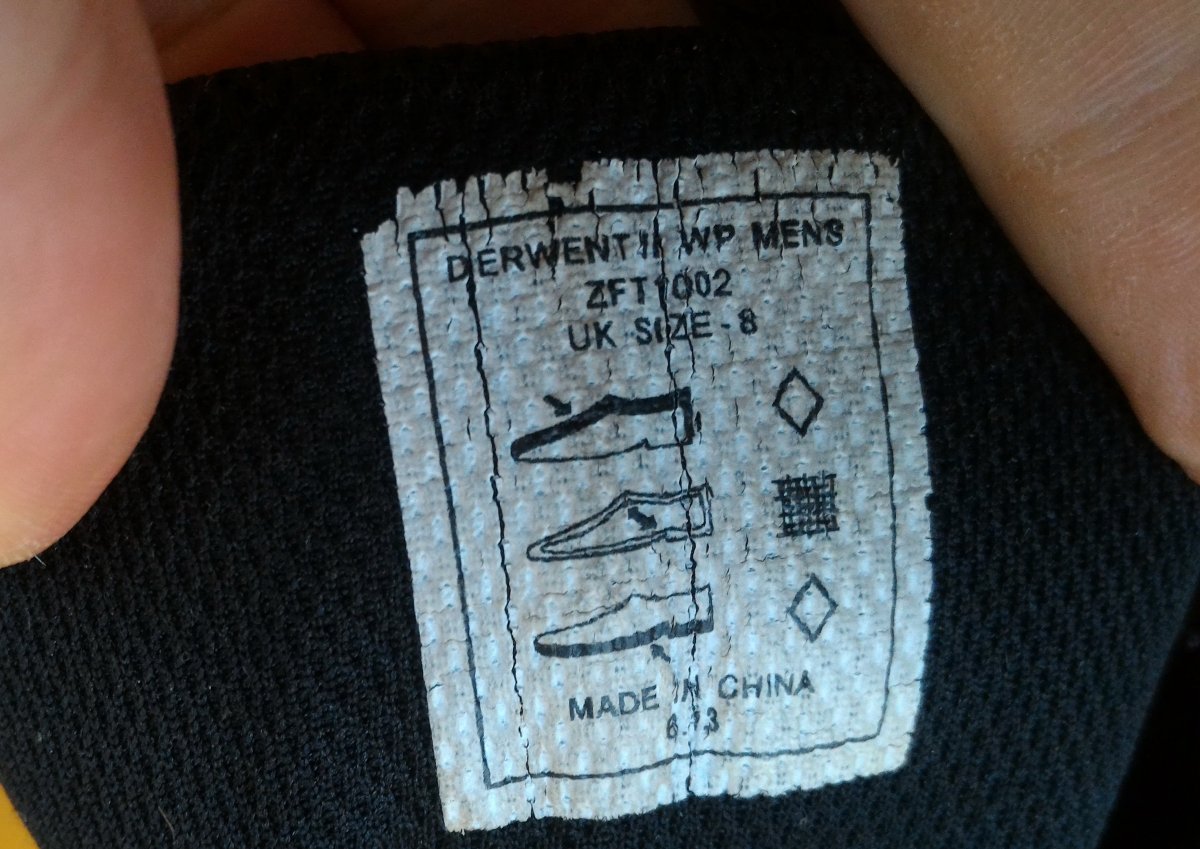 DERWENT II WP MENS
ZFT1002
UK SIZE - 8
MADE IN CHINA
6.13